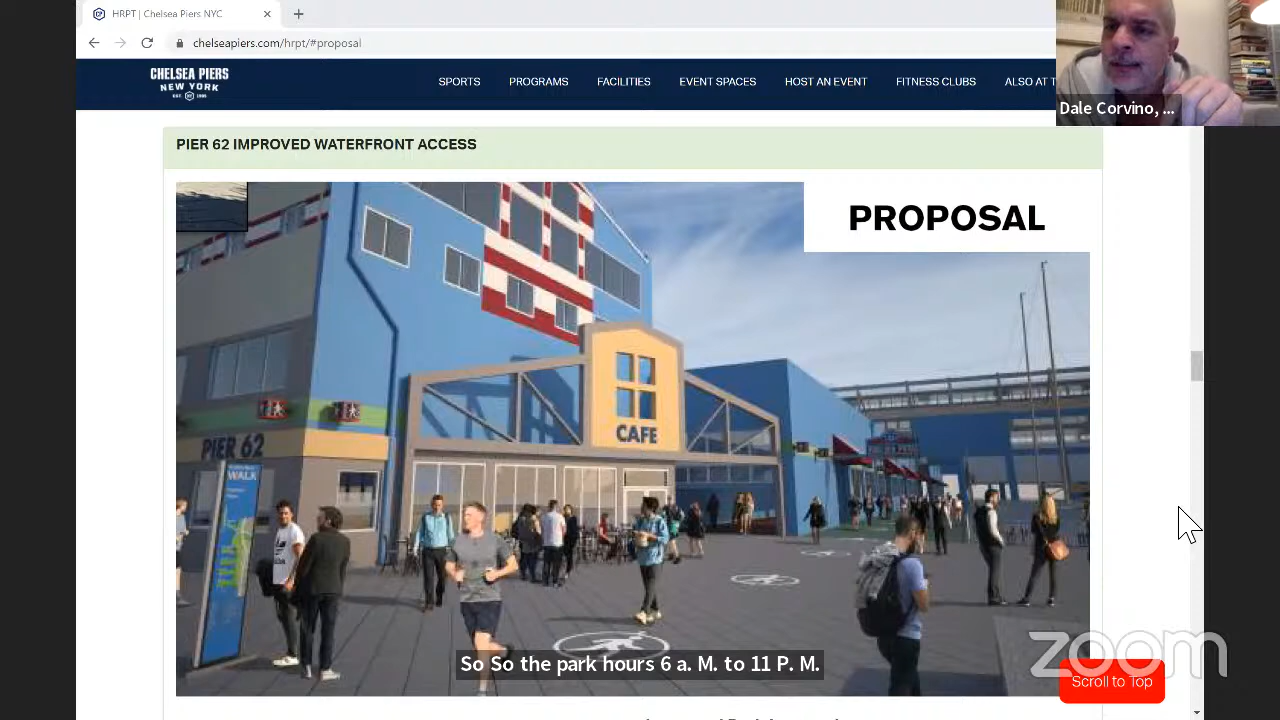 HRPT | Chelsea Piers NYC
chelseapiers.com/hrpt/#proposal
CHELSEA PIERS
NEW YORK
SPORTS PROGRAMS FACILITIES EVENT SPACES HOST AN EVENT FITNESS CLUBS ALSO AT T
Dale Corvino, ...
PIER 62 IMPROVED WATERFRONT ACCESS
PROPOSAL
CAFE
PIER 62
WALK
So So the park hours 6 a. M. to 11 P. M.
zoom
Scroll to Top